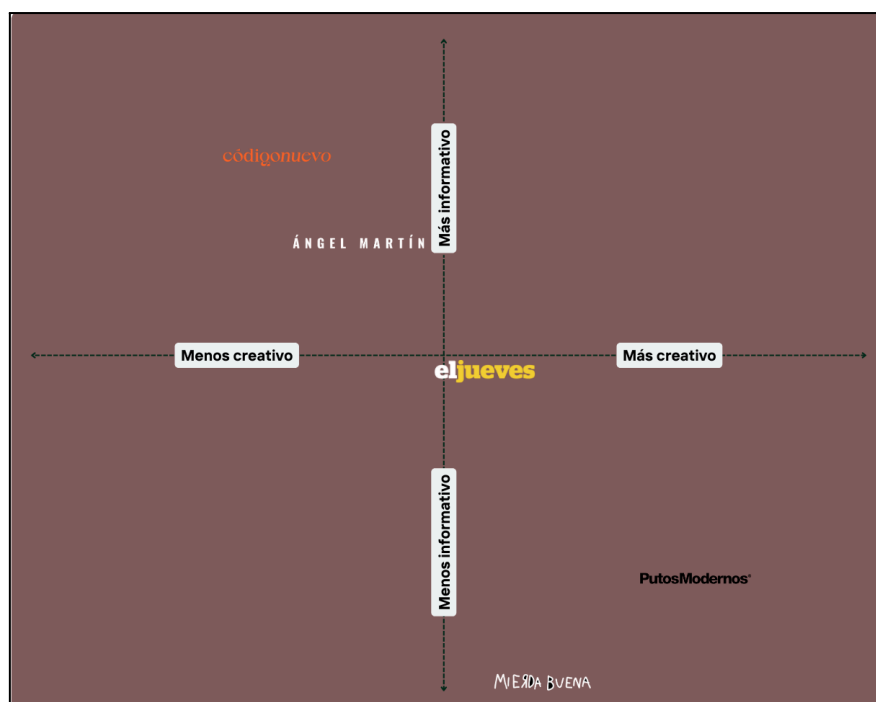 códigonuevo
Más informativo
ÁNGEL MARTÍN
Menos creativo
Más creativo
eljueves
Menos informativo
PutosModernos®
MIERDA BUENA